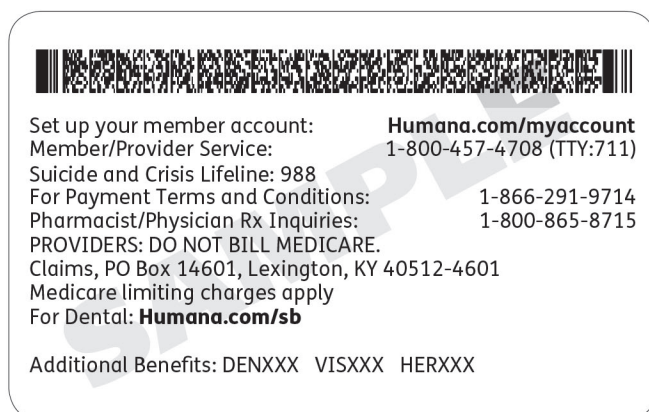 Set up your member account: Humana.com/myaccount
Member/Provider Service: 1-800-457-4708 (TTY:711)
Suicide and Crisis Lifeline: 988
For Payment Terms and Conditions: 1-866-291-9714
Pharmacist/Physician Rx Inquiries: 1-800-865-8715
PROVIDERS: DO NOT BILL MEDICARE.
Claims, PO Box 14601, Lexington, KY 40512-4601
Medicare limiting charges apply
For Dental: Humana.com/sb
Additional Benefits: DENXXX VISXXX HERXXX
SAMPLE